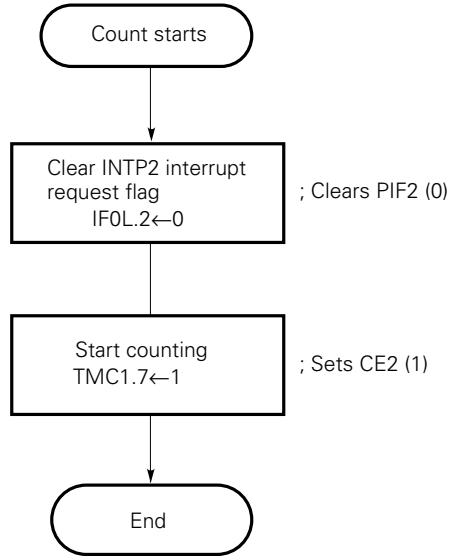 Count starts
Clear INTP2 interrupt
request flag
IF0L.2←0
; Clears PIF2 (0)
Start counting
TMC1.7←1
; Sets CE2 (1)
End